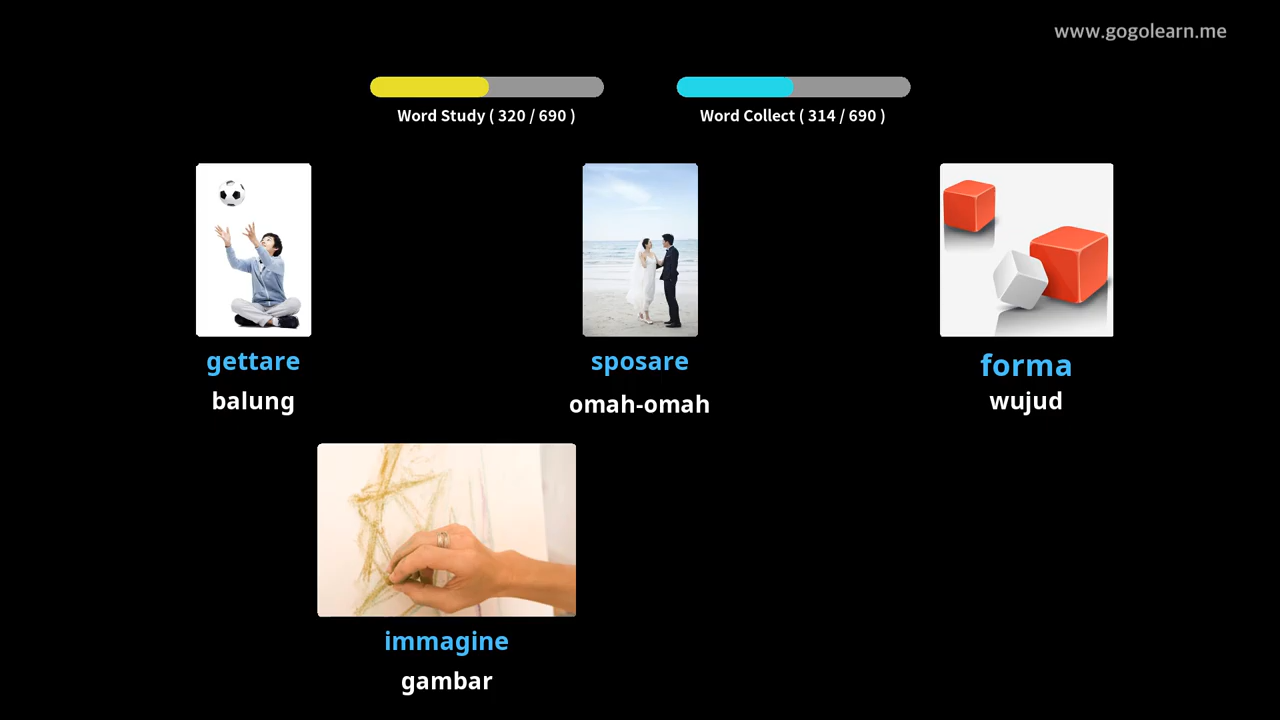 www.gogolearn.me
Word Study ( 320 / 690 )
Word Collect ( 314 / 690 )
gettare
balung
sposare
omah-omah
forma
wujud
immagine
gambar